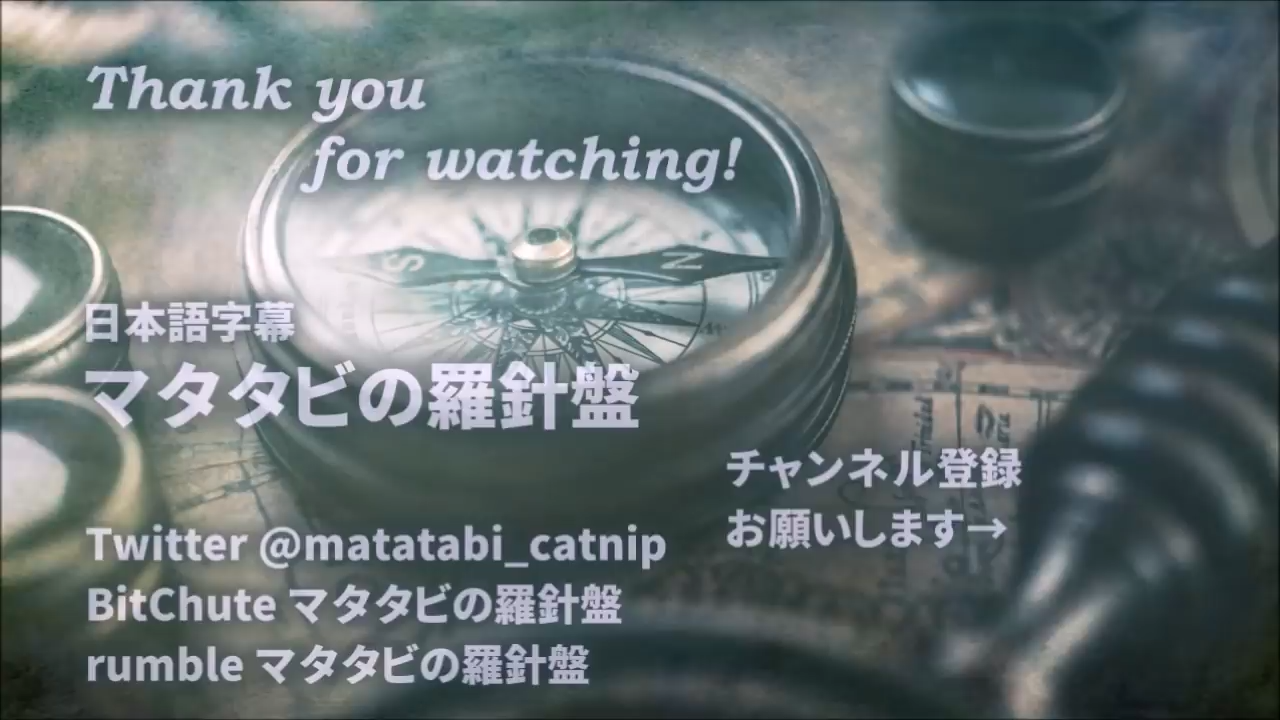 Thank you
for watching!
S
N
日本語字幕
マタタビの羅針盤
チャンネル登録
お願いします→
Twitter @matatabi_catnip
BitChute マタタビの羅針盤
rumble マタタビの羅針盤